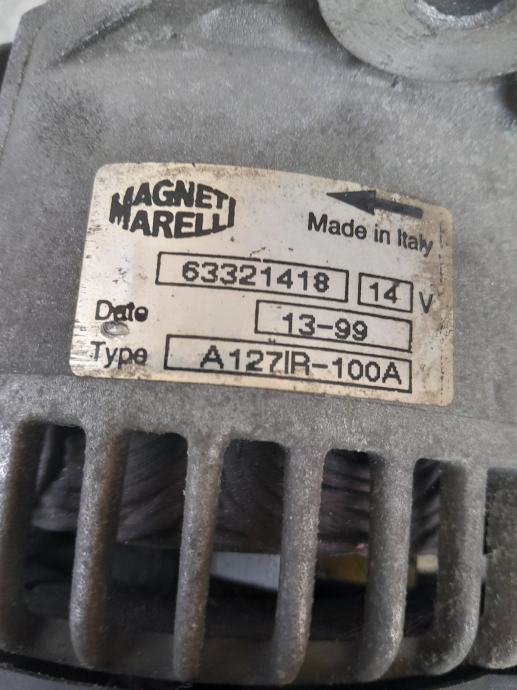 MAGNETI
MARELLI
Made in Italy
63321418 14 V
Date 13-99
Type A127IR-100A